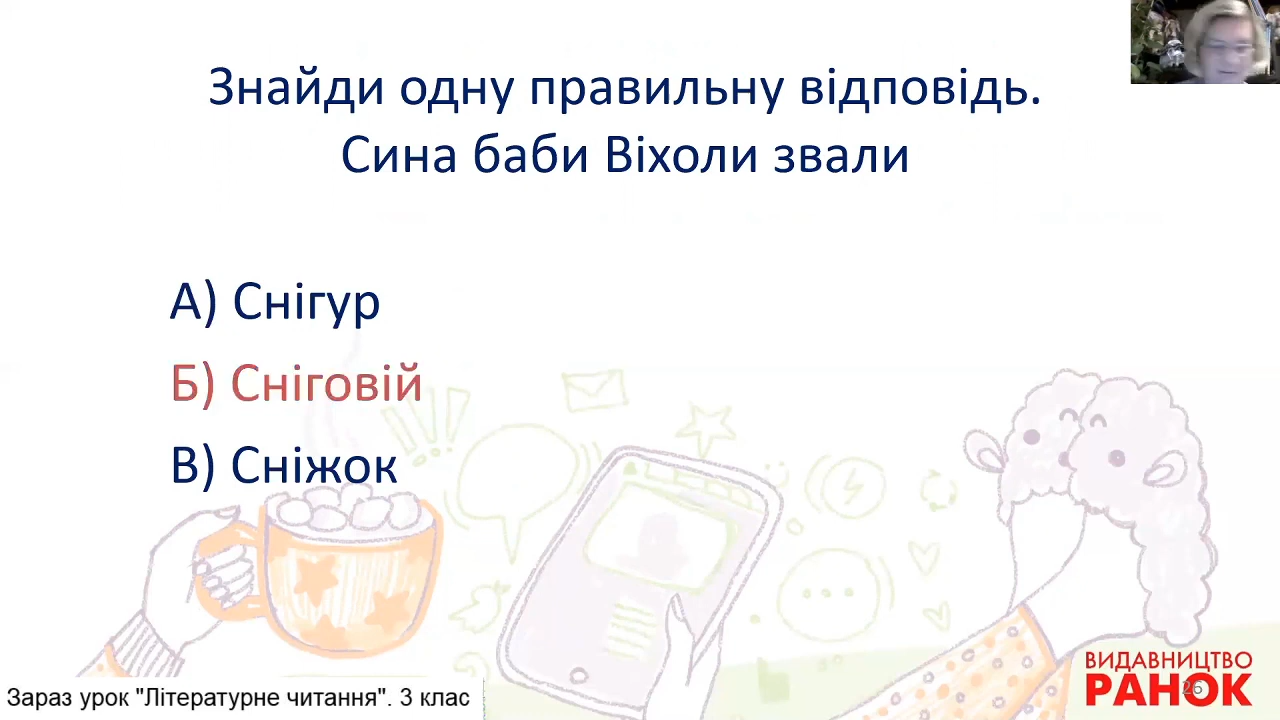 Знайди одну правильну відповідь.
Сина баби Віхоли звали
А) Снігур
Б) Сніговій
В) Сніжок
ВИДАВНИЦТВО
РАНОК
26
Зараз урок "Літературне читання". 3 клас